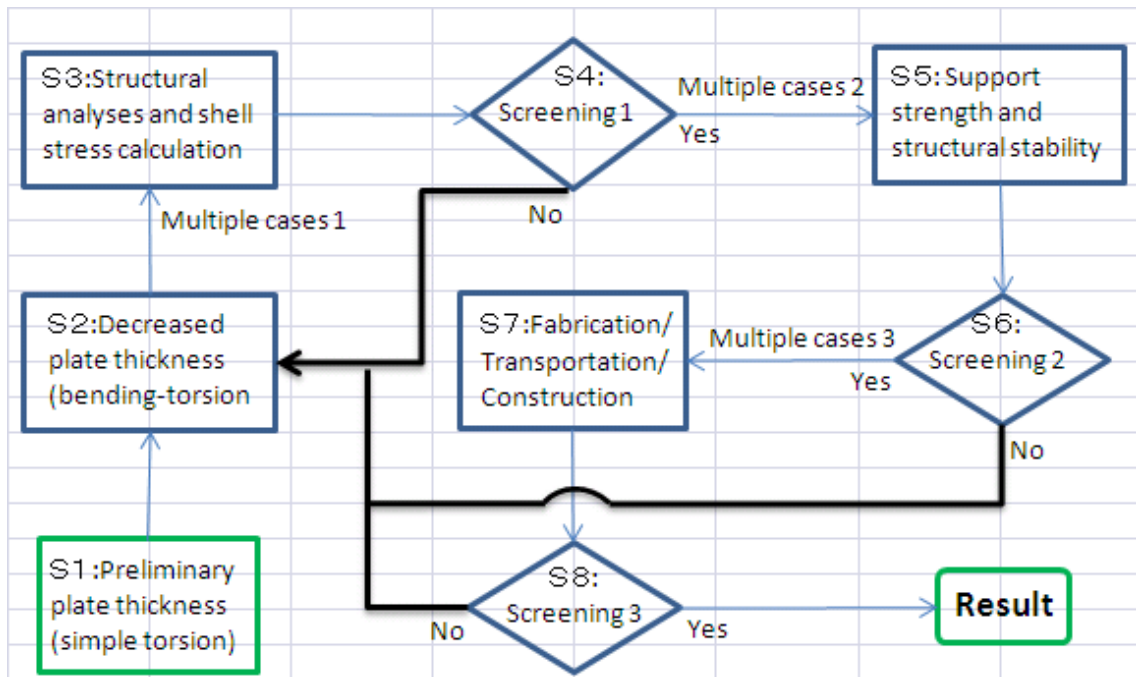 S3:Structural
analyses and shell
stress calculation
S4:
Screening 1
Multiple cases 2
Yes
S5:Support
strength and
structural stability
No
Multiple cases 1
S2:Decreased
plate thickness
(bending-torsion
S7:Fabrication/
Transportation/
Construction
Multiple cases 3
Yes
S6:
Screening 2
No
S1:Preliminary
plate thickness
(simple torsion)
No
S8:
Screening 3
Yes
Result